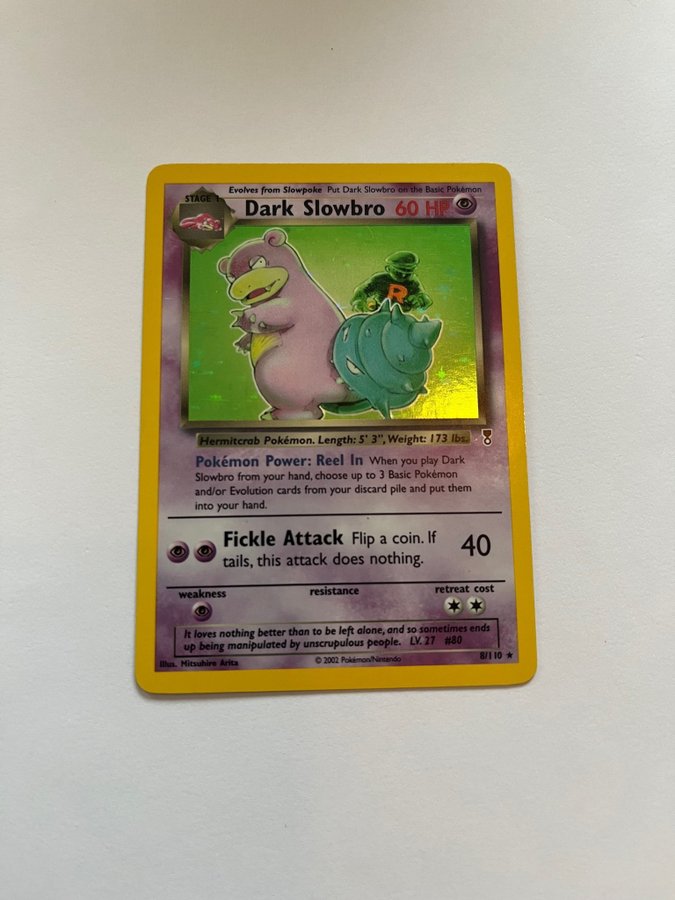 Evolves from Slowpoke Put Dark Slowbro on the Basic Pokémon
STAGE 1
Dark Slowbro 60 HP
R
Hermitcrab Pokémon. Length: 5' 3", Weight: 173 lbs.
Pokémon Power: Reel In When you play Dark
Slowbro from your hand, choose up to 3 Basic Pokémon
and/or Evolution cards from your discard pile and put them
into your hand.
Fickle Attack Flip a coin. If
tails, this attack does nothing.
40
weakness resistance retreat cost
It loves nothing better than to be left alone, and so sometimes ends
up being manipulated by unscrupulous people. LV. 27 #80
Illus. Mitsuhiro Arita © 2002 Pokémon/Nintendo 8/110 ★